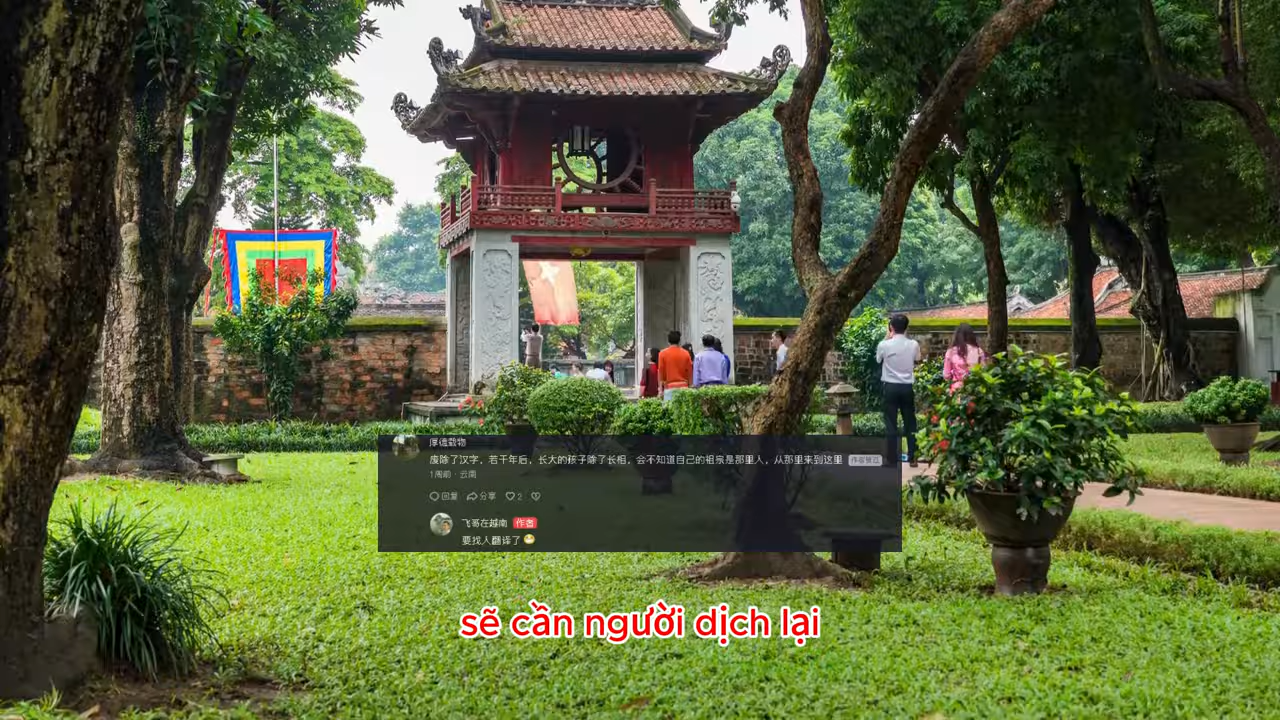 厚德载物
废除了汉字，若干年后，长大的孩子除了长相，会不知道自己的祖宗是那里人，从那里来到这里
1周前 · 云南
回复 分享 2
飞哥在越南 作者
要找人翻译了
sẽ cần người dịch lại